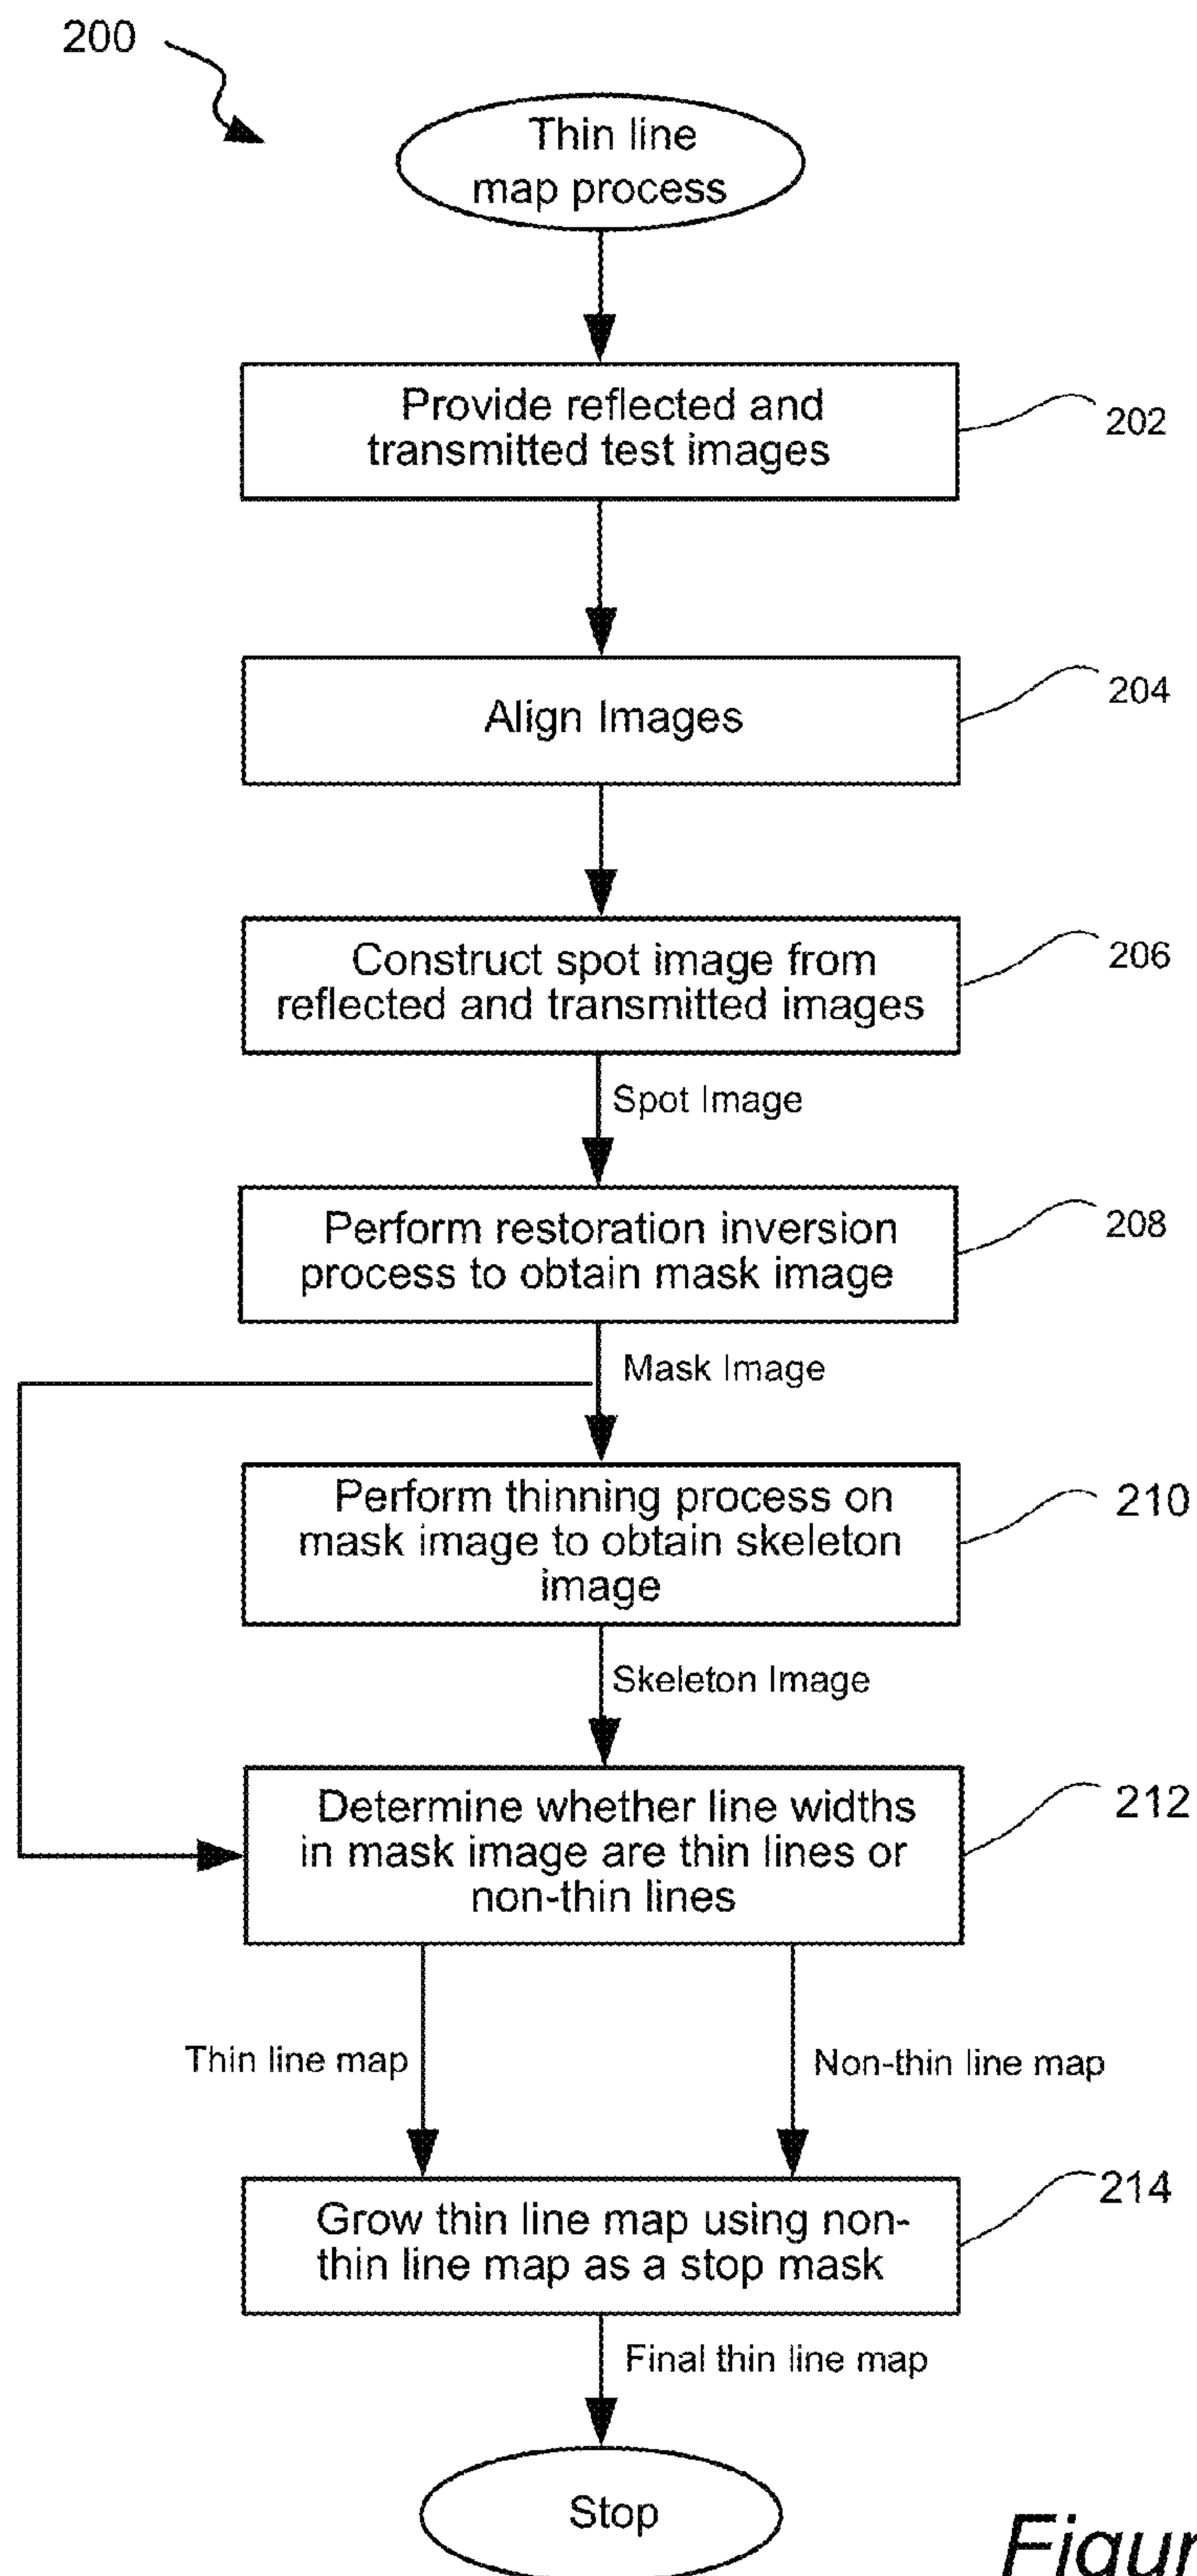 200
Thin line
map process
Provide reflected and
transmitted test images
202
Align Images
204
Construct spot image from
reflected and transmitted images
206
Spot Image
Perform restoration inversion
process to obtain mask image
208
Mask Image
Perform thinning process on
mask image to obtain skeleton
image
210
Skeleton Image
Determine whether line widths
in mask image are thin lines or
non-thin lines
212
Thin line map
Non-thin line map
Grow thin line map using non-
thin line map as a stop mask
214
Final thin line map
Stop